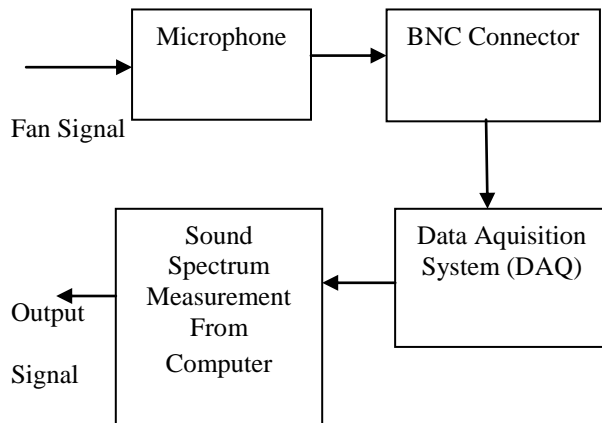 Microphone
BNC Connector
Fan Signal
Sound
Spectrum
Measurement
From
Computer
Data Aquisition
System (DAQ)
Output
Signal